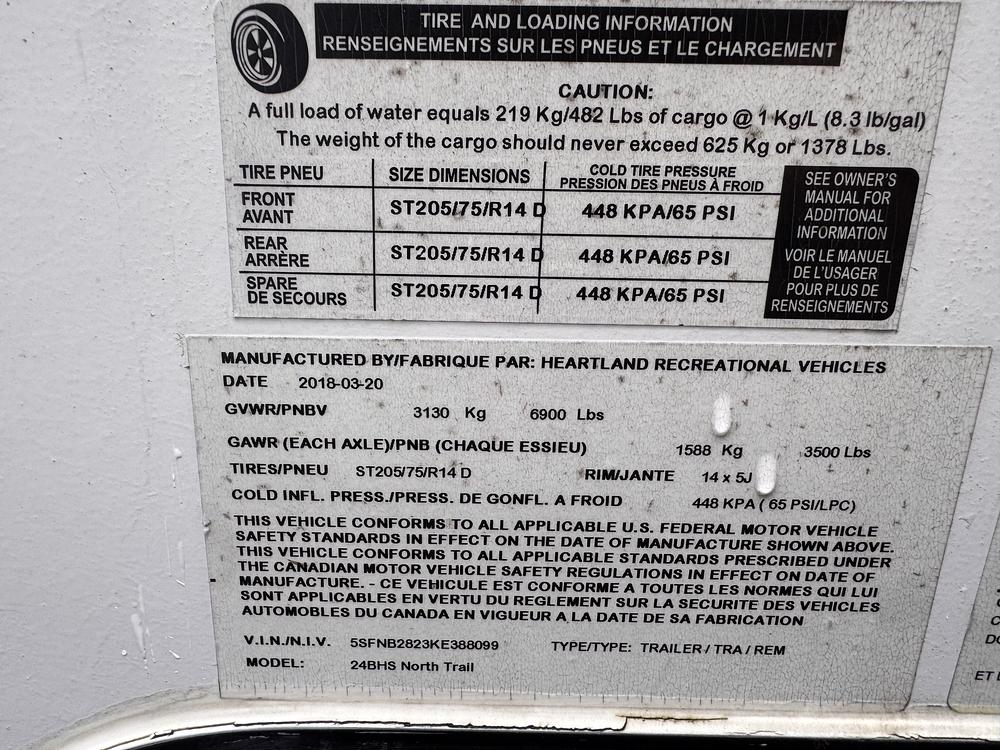 TIRE AND LOADING INFORMATION
RENSEIGNEMENTS SUR LES PNEUS ET LE CHARGEMENT
CAUTION:
A full load of water equals 219 Kg/482 Lbs of cargo @ 1 Kg/L (8.3 lb/gal)
The weight of the cargo should never exceed 625 Kg or 1378 Lbs.
TIRE PNEU SIZE DIMENSIONS COLD TIRE PRESSURE
PRESSION DES PNEUS À FROID
FRONT
AVANT
ST205/75/R14 D 448 KPA/65 PSI
REAR
ARRÈRE
ST205/75/R14 D 448 KPA/65 PSI
SPARE
DE SECOURS
ST205/75/R14 D 448 KPA/65 PSI
SEE OWNER'S
MANUAL FOR
ADDITIONAL
INFORMATION
VOIR LE MANUEL
DE L'USAGER
POUR PLUS DE
RENSEIGNEMENTS
MANUFACTURED BY/FABRIQUE PAR: HEARTLAND RECREATIONAL VEHICLES
DATE 2018-03-20
GVWR/PNBV 3130 Kg 6900 Lbs
GAWR (EACH AXLE)/PNB (CHAQUE ESSIEU) 1588 Kg 3500 Lbs
TIRES/PNEU ST205/75/R14 D RIM/JANTE 14 x 5J
COLD INFL. PRESS./PRESS. DE GONFL. A FROID 448 KPA ( 65 PSI/LPC)
THIS VEHICLE CONFORMS TO ALL APPLICABLE U.S. FEDERAL MOTOR VEHICLE
SAFETY STANDARDS IN EFFECT ON THE DATE OF MANUFACTURE SHOWN ABOVE.
THIS VEHICLE CONFORMS TO ALL APPLICABLE STANDARDS PRESCRIBED UNDER
THE CANADIAN MOTOR VEHICLE SAFETY REGULATIONS IN EFFECT ON DATE OF
MANUFACTURE. - CE VEHICULE EST CONFORME A TOUTES LES NORMES QUI LUI
SONT APPLICABLES EN VERTU DU REGLEMENT SUR LA SECURITE DES VEHICLES
AUTOMOBLES DU CANADA EN VIGUEUR A LA DATE DE SA FABRICATION
V.I.N./N.I.V. 5SFNB2823KE388099 TYPE/TYPE: TRAILER / TRA / REM
MODEL: 24BHS North Trail
ET